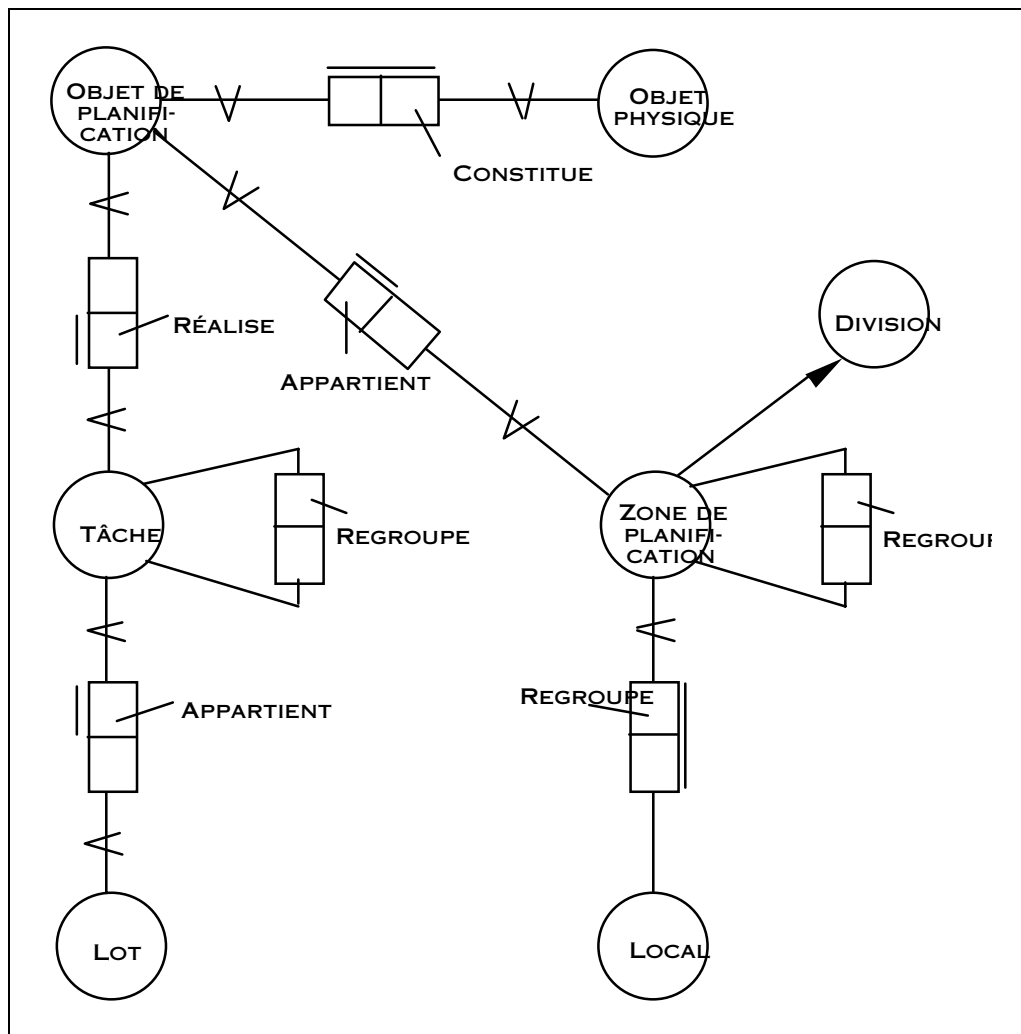 OBJET DE
PLANIFI-
CATION
OBJET
PHYSIQUE
CONSTITUE
RÉALISE
APPARTIENT
DIVISION
TÂCHE
REGROUPE
ZONE DE
PLANIFI-
CATION
REGROUP
APPARTIENT
REGROUPE
LOT
LOCAL